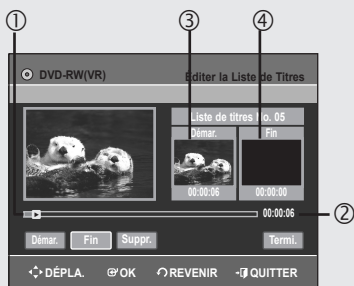 ① ③ ④
DVD-RW(VR) Éditer la Liste de Titres
Liste de titres No. 05
Démar. Fin
00:00:06 00:00:00
00:00:06 ②
Démar. Fin Suppr. Termi.
DÉPLA. OK REVENIR QUITTER